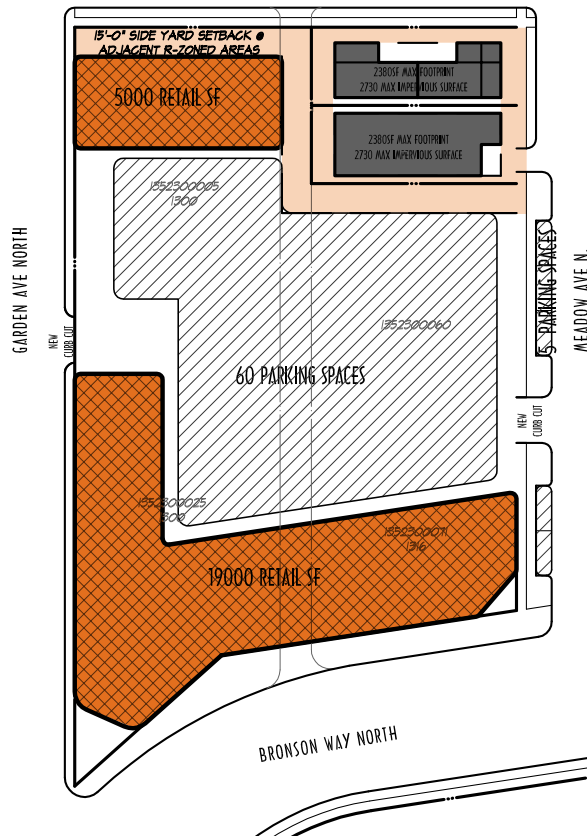 15'-0" SIDE YARD SETBACK @
ADJACENT R-ZONED AREAS
5000 RETAIL SF
2380SF MAX FOOTPRINT
2730 MAX IMPERVIOUS SURFACE
2380SF MAX FOOTPRINT
2730 MAX IMPERVIOUS SURFACE
1352300005
1300
GARDEN AVE NORTH
5 PARKING SPACES
MEADOW AVE N.
NEW
CURB CUT
1352300060
60 PARKING SPACES
NEW
CURB CUT
1352300025
300
1352300071
1316
19000 RETAIL SF
BRONSON WAY NORTH